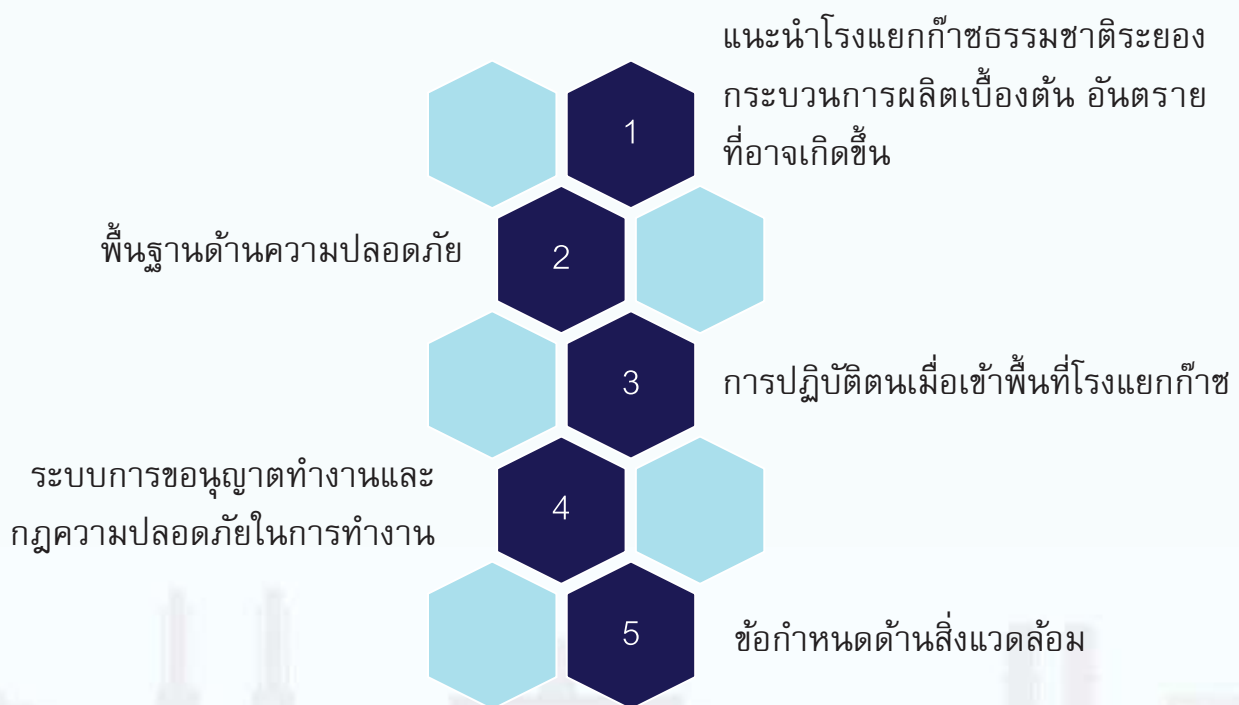 แนะนำโรงแยกก๊าซธรรมชาติระยอง
กระบวนการผลิตเบื้องต้น อันตราย
ที่อาจเกิดขึ้น
1
พื้นฐานด้านความปลอดภัย
2
3
การปฏิบัติตนเมื่อเข้าพื้นที่โรงแยกก๊าซ
ระบบการขอนุญาตทำงานและ
กฎความปลอดภัยในการทำงาน
4
5
ข้อกำหนดด้านสิ่งแวดล้อม